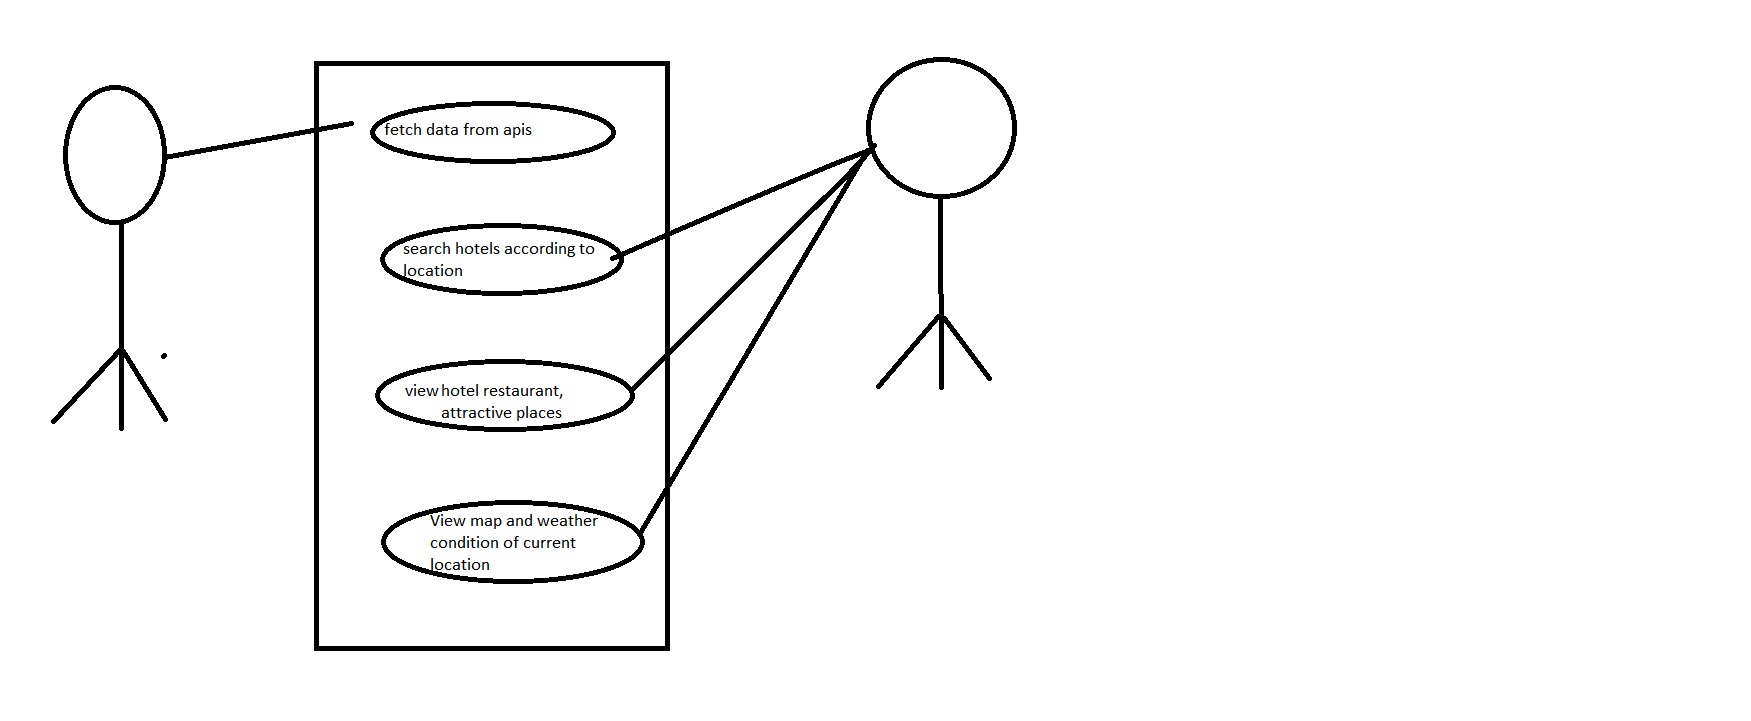 fetch data from apis
search hotels according to
location
view hotel restaurant,
attractive places
View map and weather
condition of current
location